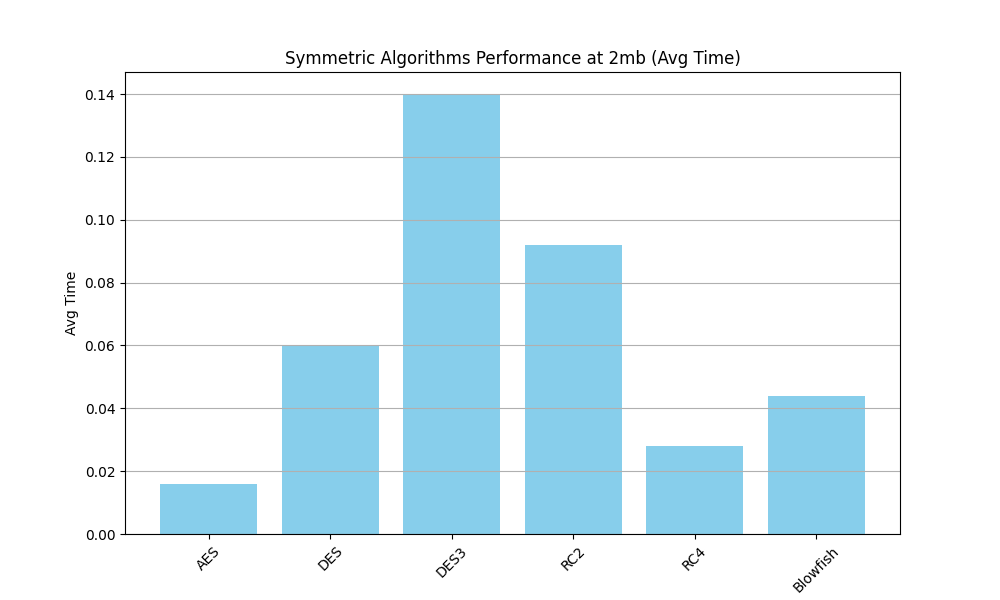 Symmetric Algorithms Performance at 2mb (Avg Time)
Avg Time
0.14
0.12
0.10
0.08
0.06
0.04
0.02
0.00
AES
DES
DES3
RC2
RC4
Blowfish